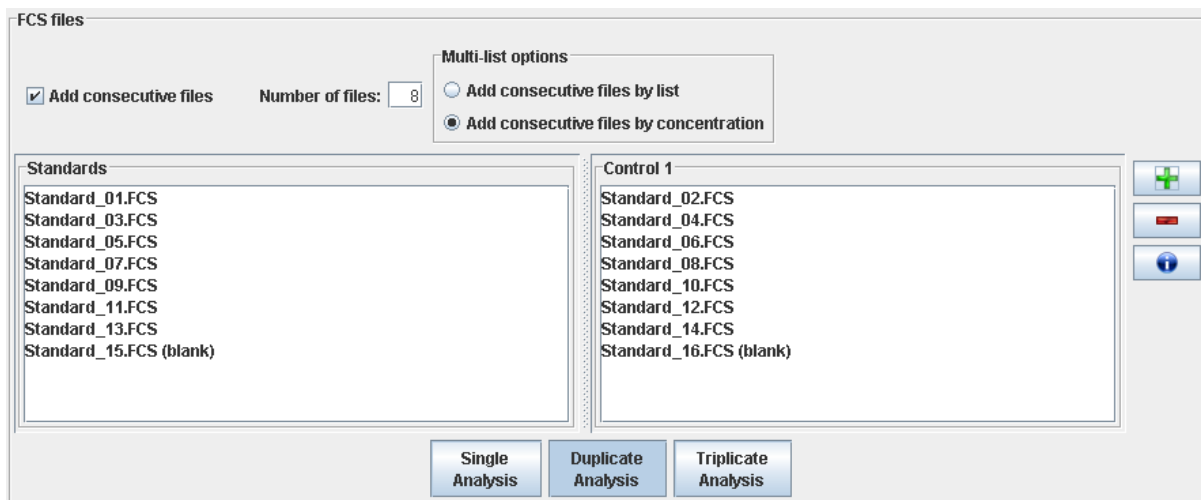 FCS files
Multi-list options
Add consecutive files
Number of files: 8
Add consecutive files by list
Add consecutive files by concentration
Standards
Standard_01.FCS
Standard_03.FCS
Standard_05.FCS
Standard_07.FCS
Standard_09.FCS
Standard_11.FCS
Standard_13.FCS
Standard_15.FCS (blank)
Control 1
Standard_02.FCS
Standard_04.FCS
Standard_06.FCS
Standard_08.FCS
Standard_10.FCS
Standard_12.FCS
Standard_14.FCS
Standard_16.FCS (blank)
Single
Analysis
Duplicate
Analysis
Triplicate
Analysis